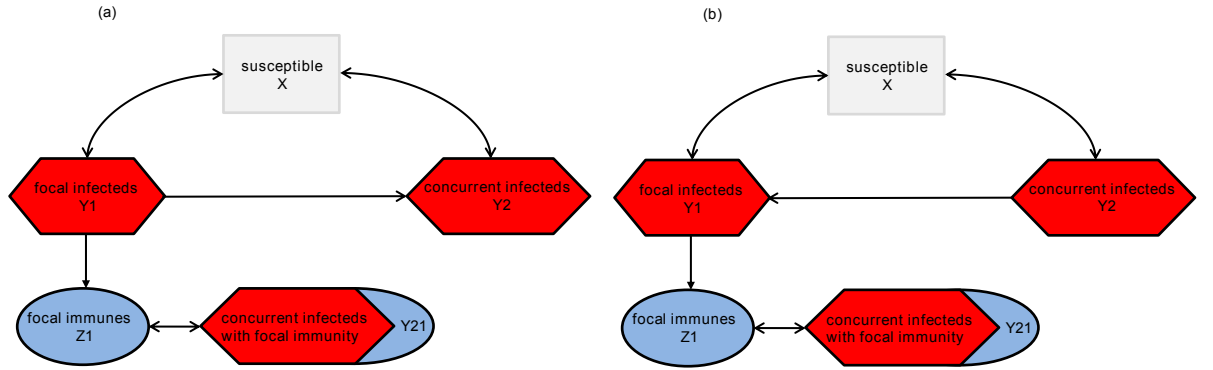 (a)
susceptible
X
focal infecteds
Y1
concurrent infecteds
Y2
focal immunes
Z1
concurrent infecteds
with focal immunity
Y21
(b)
susceptible
X
focal infecteds
Y1
concurrent infecteds
Y2
focal immunes
Z1
concurrent infecteds
with focal immunity
Y21